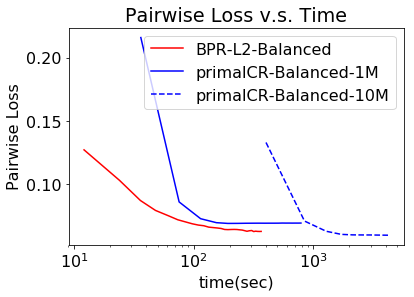 Pairwise Loss v.s. Time
BPR-L2-Balanced
primalCR-Balanced-1M
primalCR-Balanced-10M
Pairwise Loss
0.20
0.15
0.10
10¹ 10² 10³
time(sec)